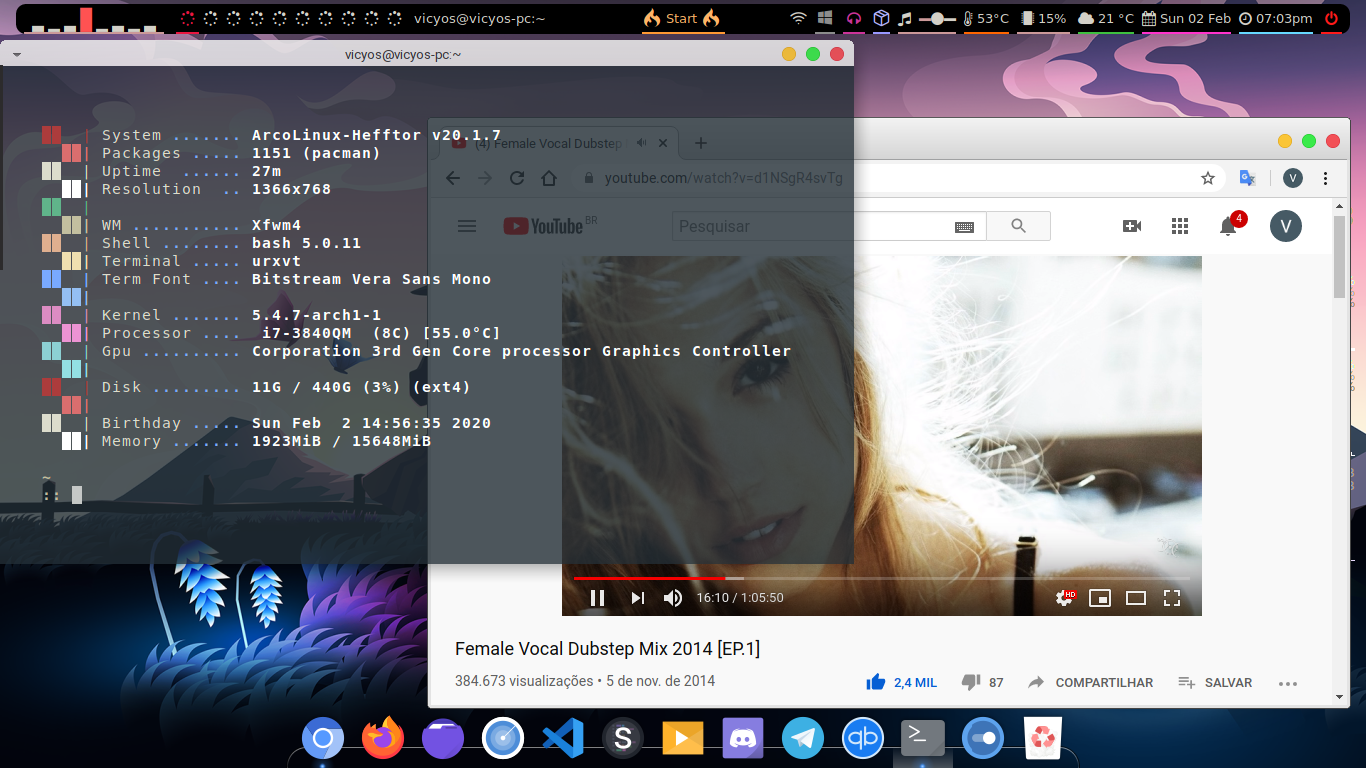 vicyos@vicyos-pc:~
Start
53°C
15%
21 °C
Sun 02 Feb
07:03pm
vicyos@vicyos-pc:~
System ....... ArcoLinux-Hefftor v20.1.7
Packages ..... 1151 (pacman)
Uptime ...... 27m
Resolution .. 1366x768
WM ........... Xfwm4
Shell ........ bash 5.0.11
Terminal ..... urxvt
Term Font .... Bitstream Vera Sans Mono
Kernel ....... 5.4.7-arch1-1
Processor .... i7-3840QM (8C) [55.0°C]
Gpu .......... Corporation 3rd Gen Core processor Graphics Controller
Disk ......... 11G / 440G (3%) (ext4)
Birthday ..... Sun Feb 2 14:56:35 2020
Memory ....... 1923MiB / 15648MiB
~
::
(4) Female Vocal Dubstep
youtube.com/watch?v=d1NSgR4svTg
V
YouTube BR
Pesquisar
4
V
16:10 / 1:05:50
HD
Female Vocal Dubstep Mix 2014 [EP.1]
384.673 visualizações • 5 de nov. de 2014
2,4 MIL
87
COMPARTILHAR
SALVAR
S
qb
>_